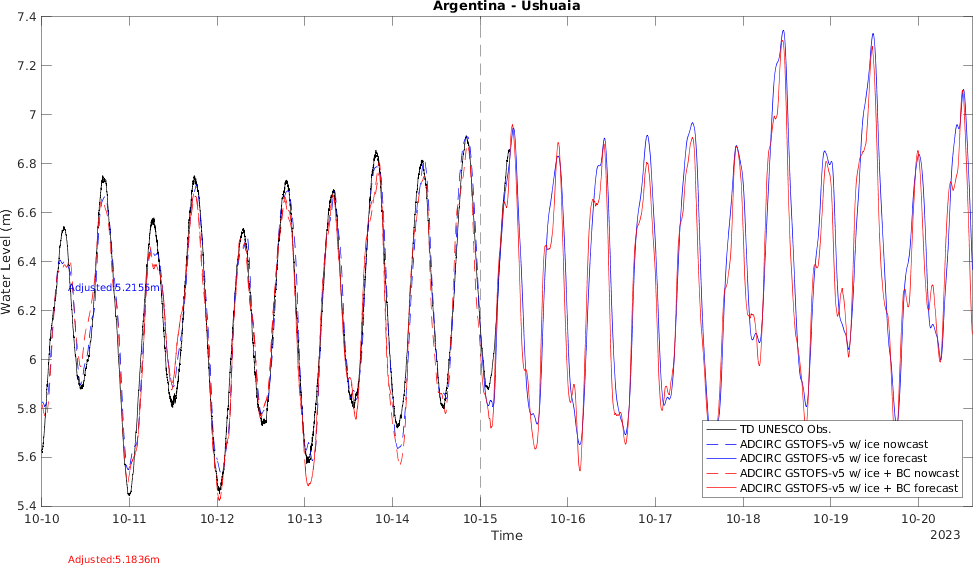 Argentina - Ushuaia
7.4
7.2
7
6.8
6.6
6.4
6.2
6
5.8
5.6
5.4
Water Level (m)
Adjusted:5.2155m
TD UNESCO Obs.
ADCIRC GSTOFS-v5 w/ ice nowcast
ADCIRC GSTOFS-v5 w/ ice forecast
ADCIRC GSTOFS-v5 w/ ice + BC nowcast
ADCIRC GSTOFS-v5 w/ ice + BC forecast
10-10 10-11 10-12 10-13 10-14 10-15 10-16 10-17 10-18 10-19 10-20
Time
2023
Adjusted:5.1836m